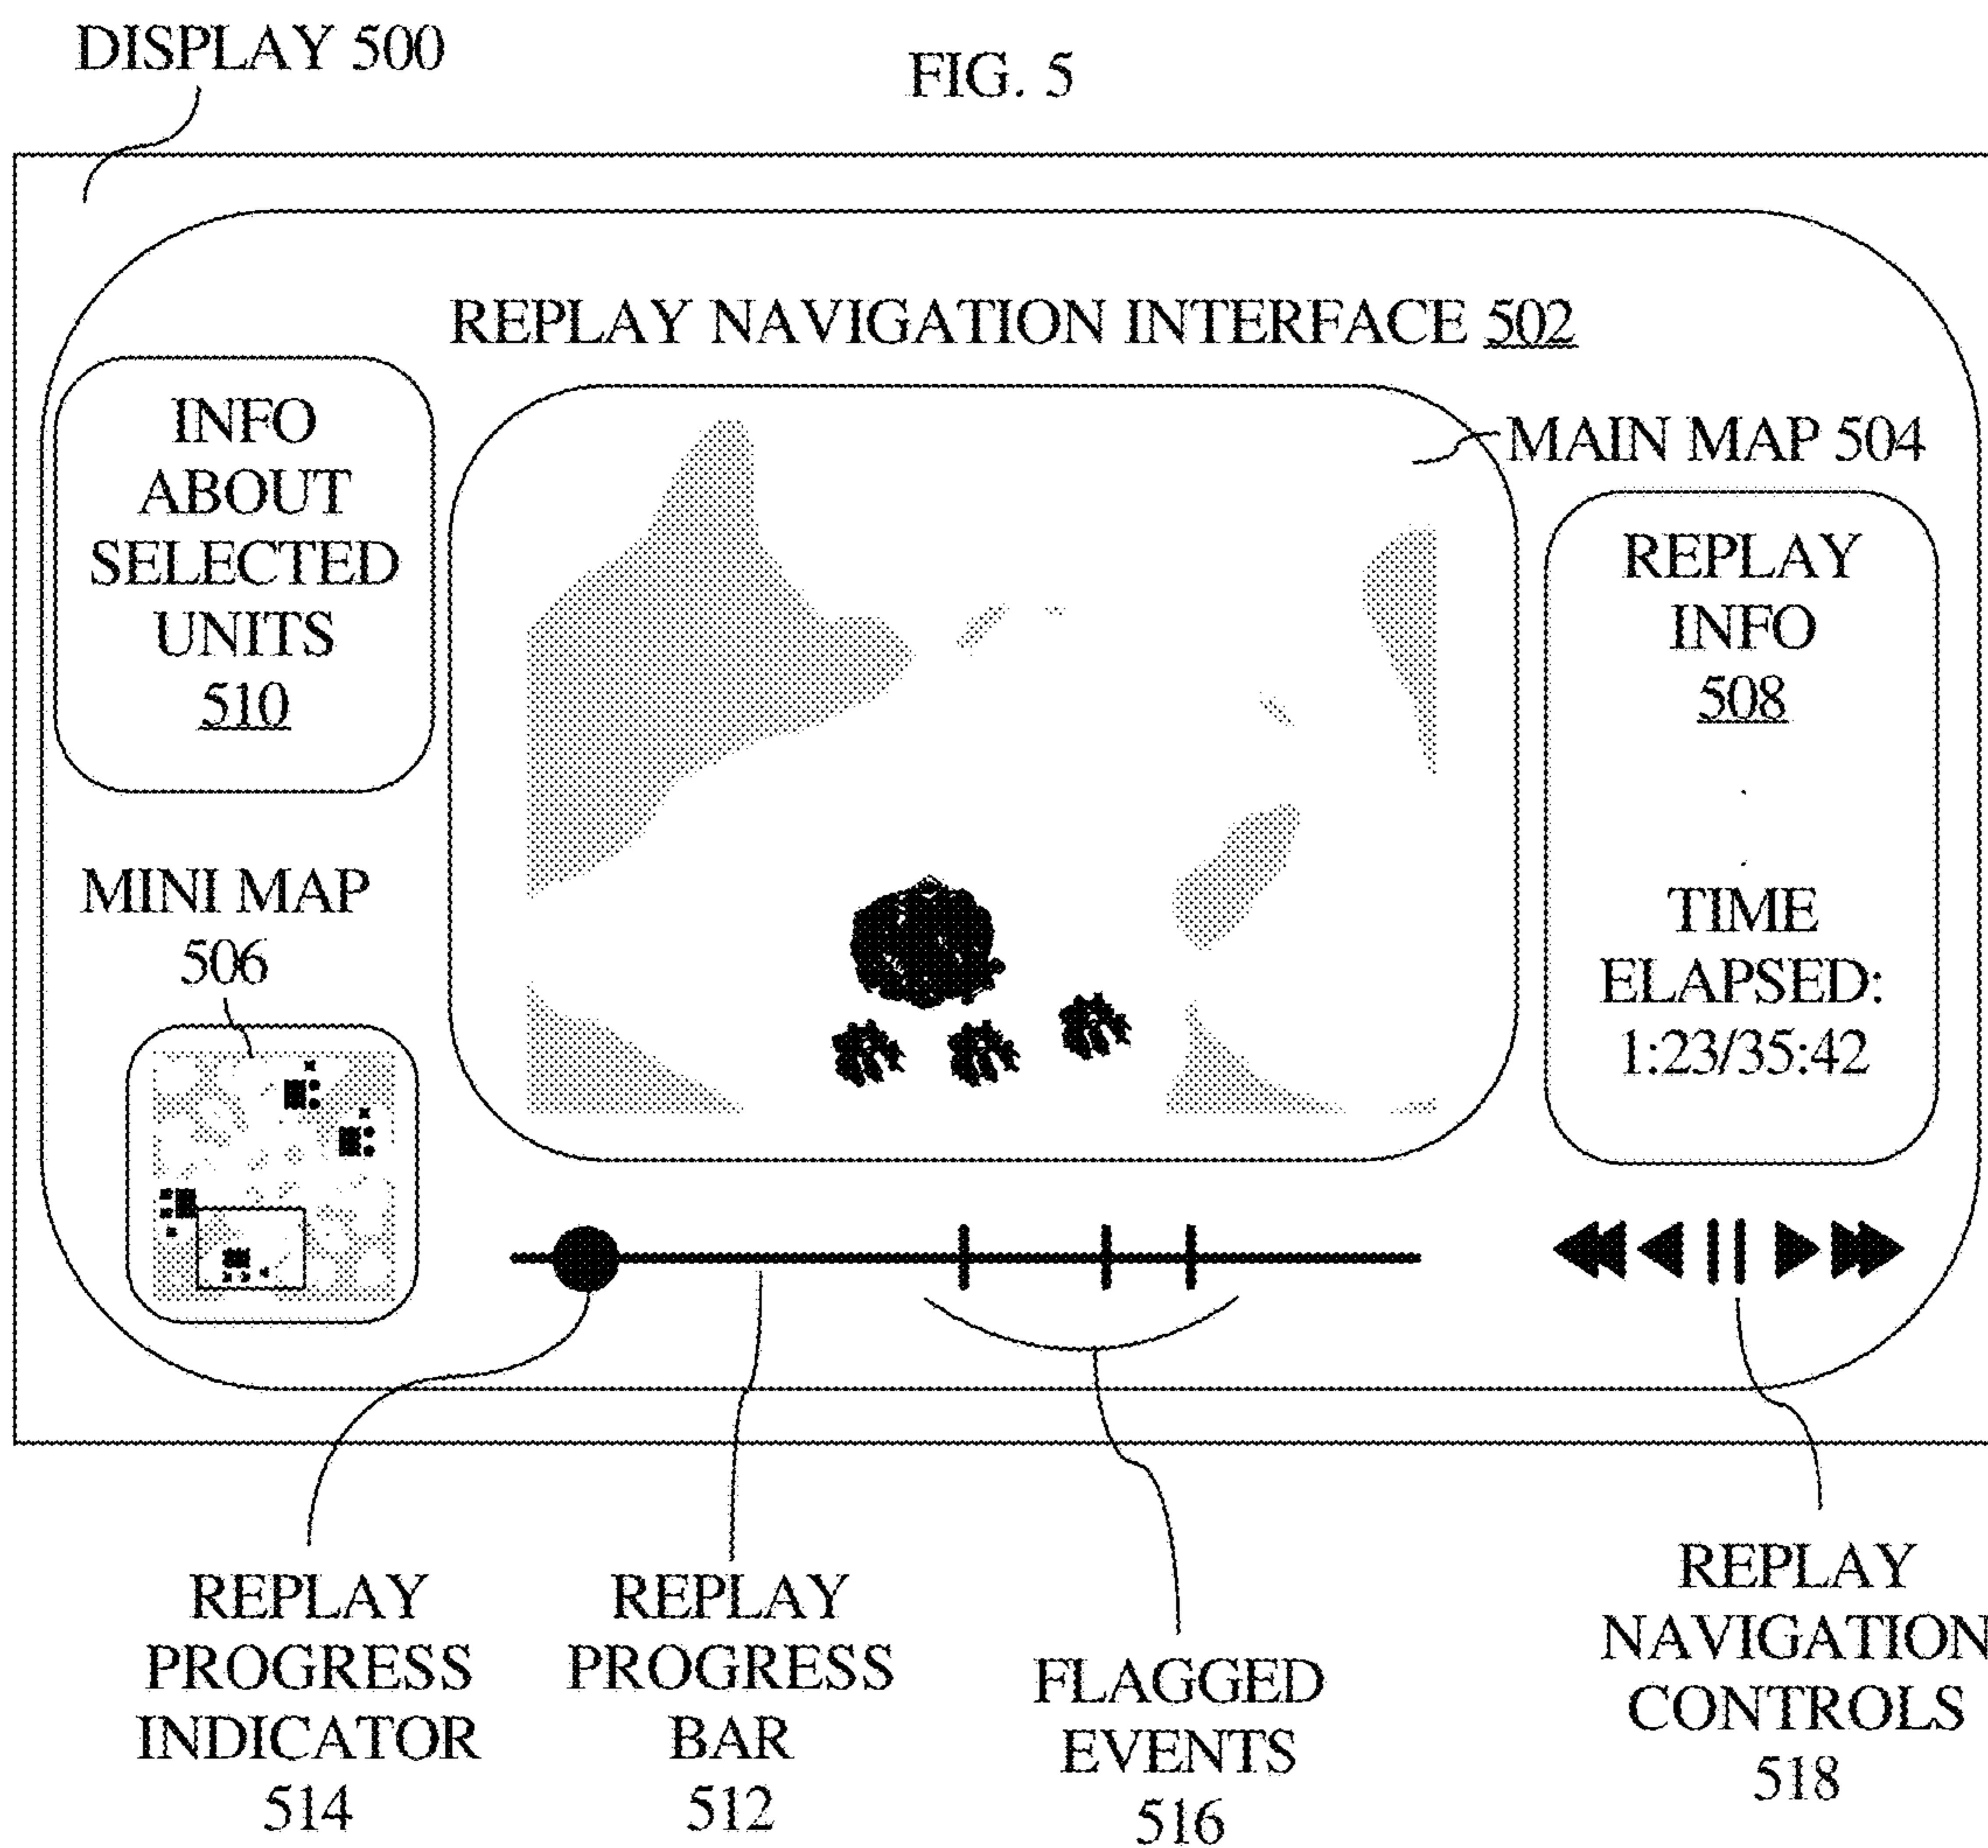 DISPLAY 500
FIG. 5
REPLAY NAVIGATION INTERFACE 502
INFO
ABOUT
SELECTED
UNITS
510
MAIN MAP 504
REPLAY
INFO
508
.
.
TIME
ELAPSED:
1:23/35:42
MINI MAP
506
REPLAY
PROGRESS
INDICATOR
514
REPLAY
PROGRESS
BAR
512
FLAGGED
EVENTS
516
REPLAY
NAVIGATION
CONTROLS
518